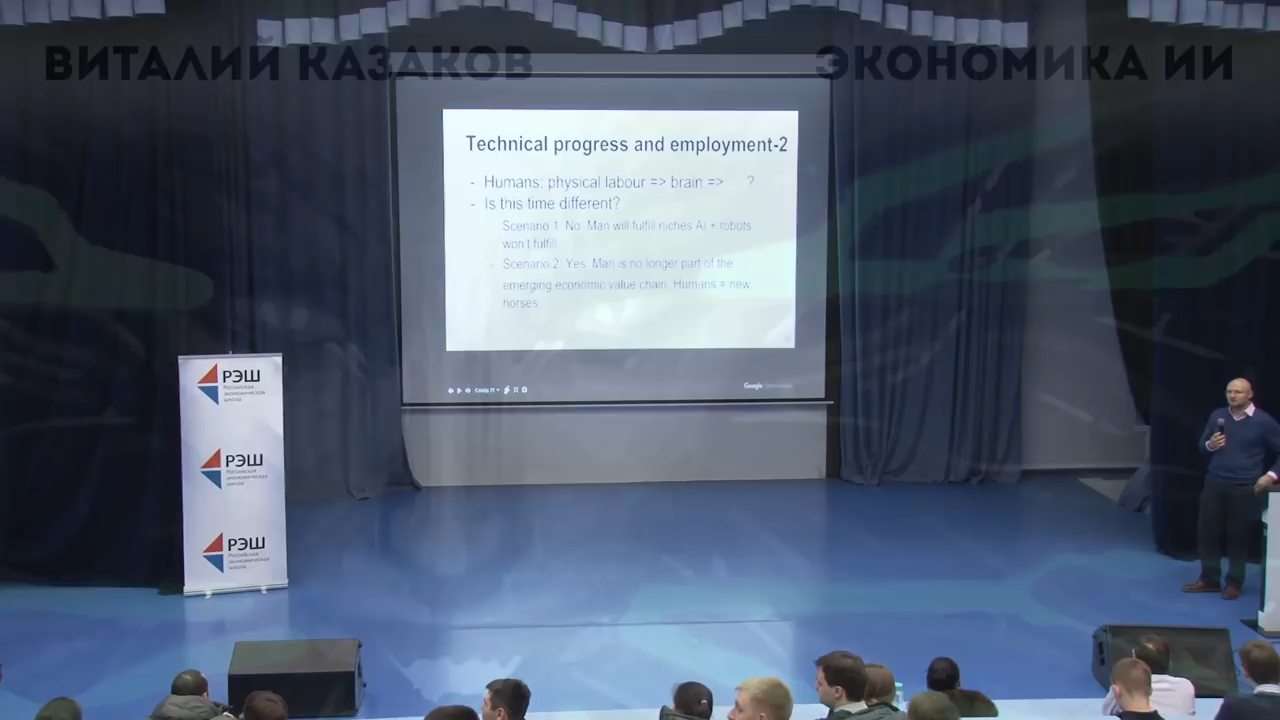 ВИТАЛИЙ КАЗАКОВ
ЭКОНОМИКА ИИ
Technical progress and employment-2
- Humans: physical labour => brain => ?
- Is this time different?
Scenario 1: No. Man will fulfill niches AI + robots
won't fulfill.
- Scenario 2: Yes. Man is no longer part of the
emerging economic value chain. Humans = new
horses.
Google
РЭШ
Российская
экономическая
школа
РЭШ
Российская
экономическая
школа
РЭШ
Российская
экономическая
школа